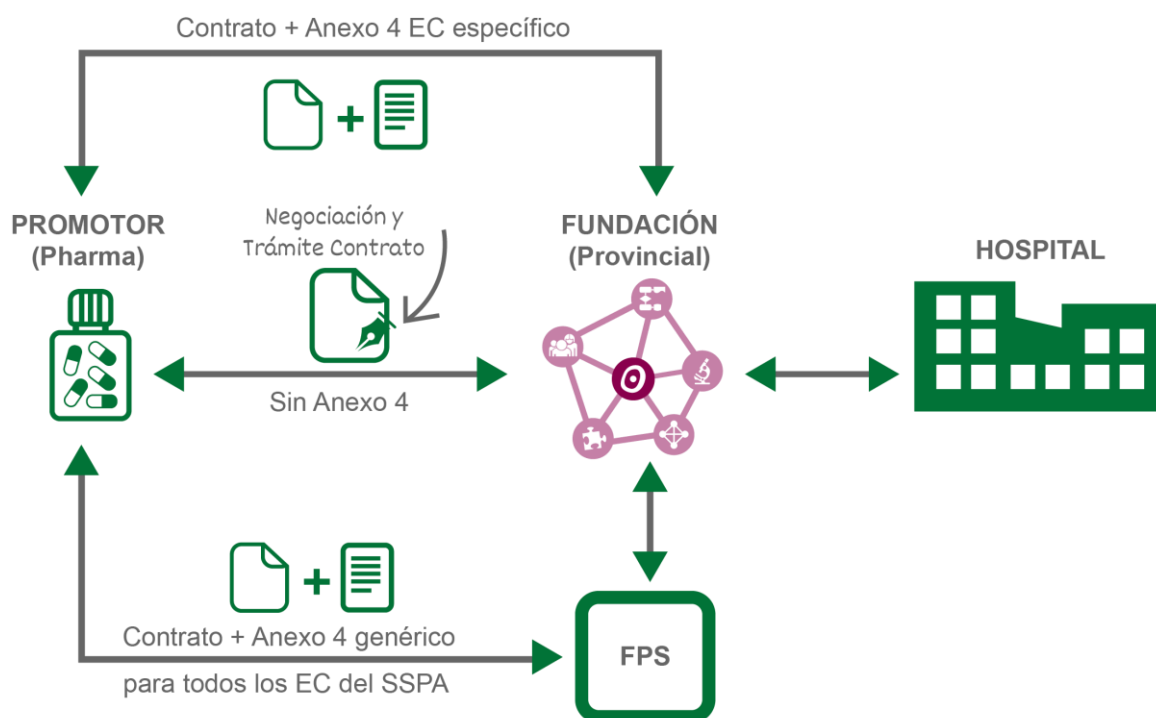 Contrato + Anexo 4 EC específico
PROMOTOR
(Pharma)
Negociación y
Trámite Contrato
Sin Anexo 4
FUNDACIÓN
(Provincial)
HOSPITAL
Contrato + Anexo 4 genérico
para todos los EC del SSPA
FPS